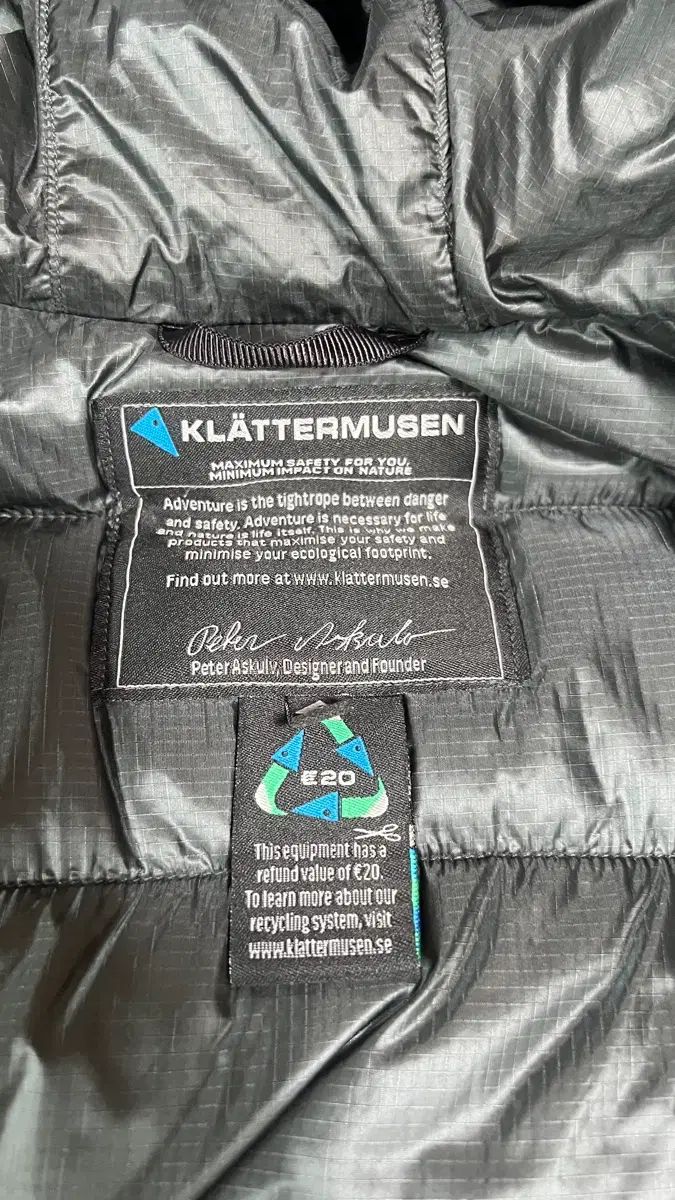 KLÄTTERMUSEN
MAXIMUM SAFETY FOR YOU,
MINIMUM IMPACT ON NATURE
Adventure is the tightrope between danger
and safety. Adventure is necessary for life
and nature is life itself. This is why we make
products that maximise your safety and
minimise your ecological footprint.
Find out more at www.klattermusen.se
Peter Askulv
Peter Askulv, Designer and Founder
€20
This equipment has a
refund value of €20.
To learn more about our
recycling system, visit
www.klattermusen.se